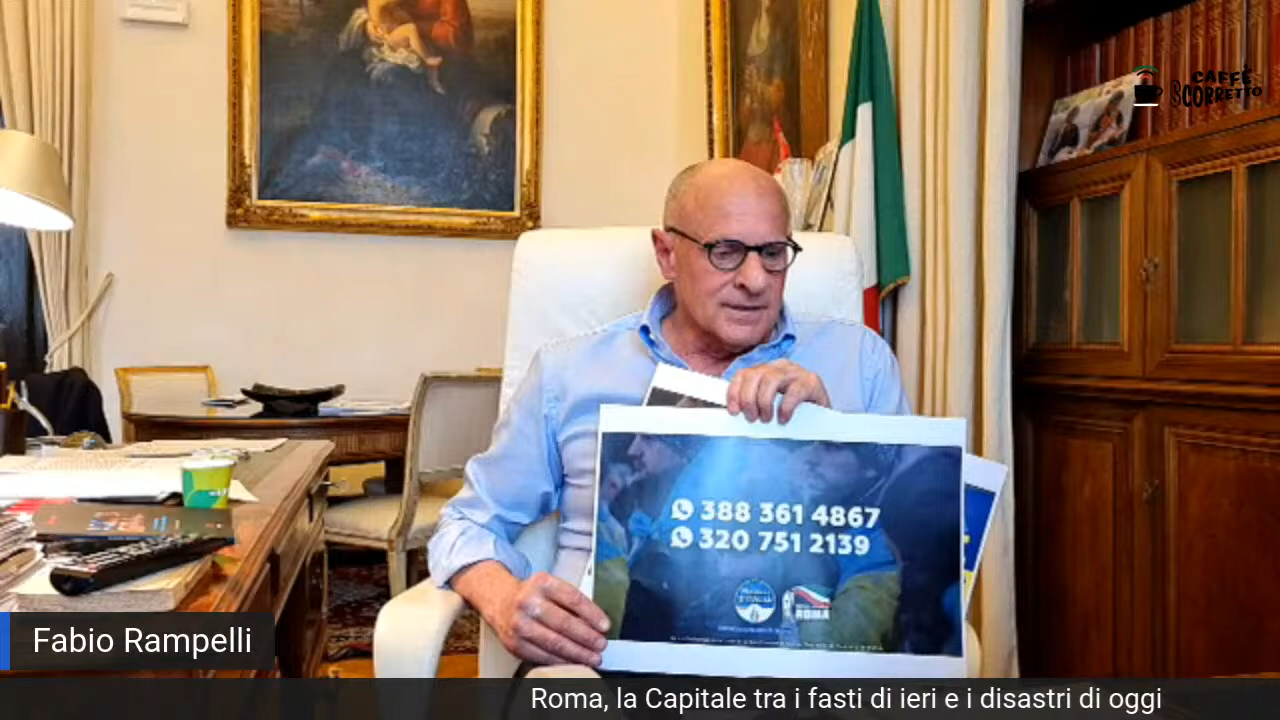 CAFFÈ
SCORRETTO
388 361 4867
320 751 2139
ROMA
Fabio Rampelli
Roma, la Capitale tra i fasti di ieri e i disastri di oggi